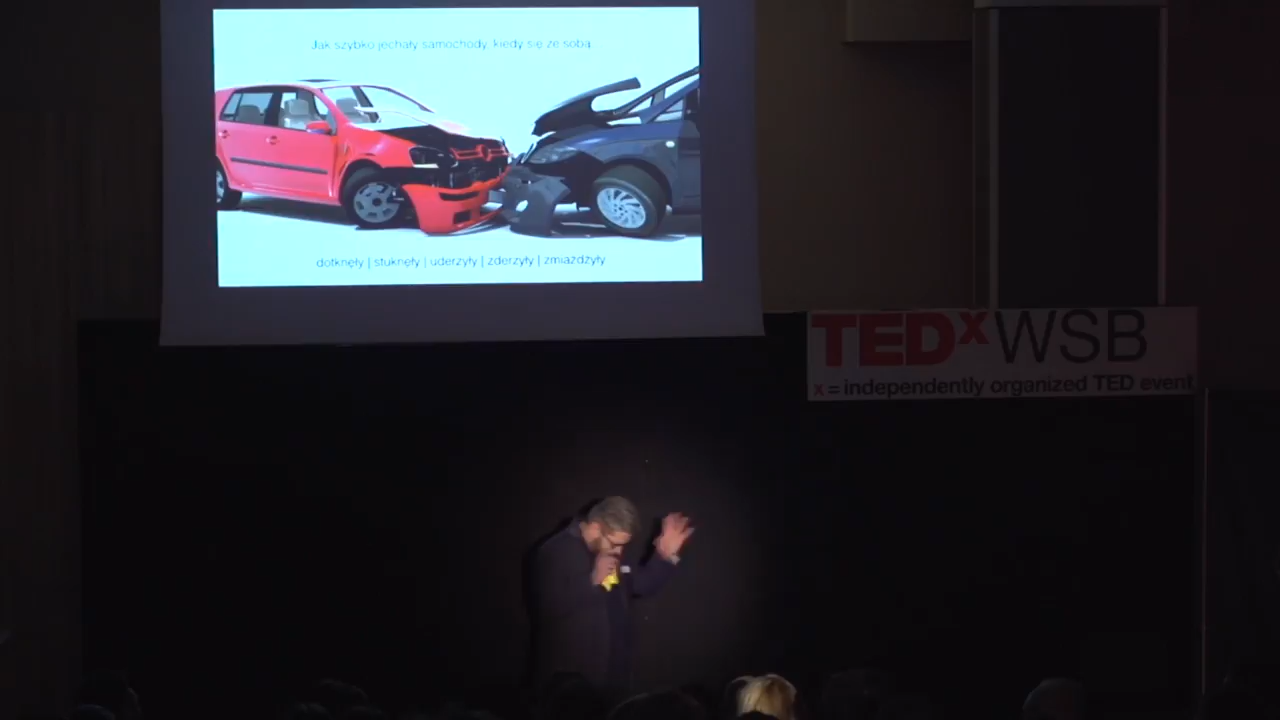 Jak szybko jechały samochody, kiedy się ze sobą
dotknęły | stuknęły | uderzyły | zderzyły | zmiażdżyły
TEDxWSB
x = independently organized TED event